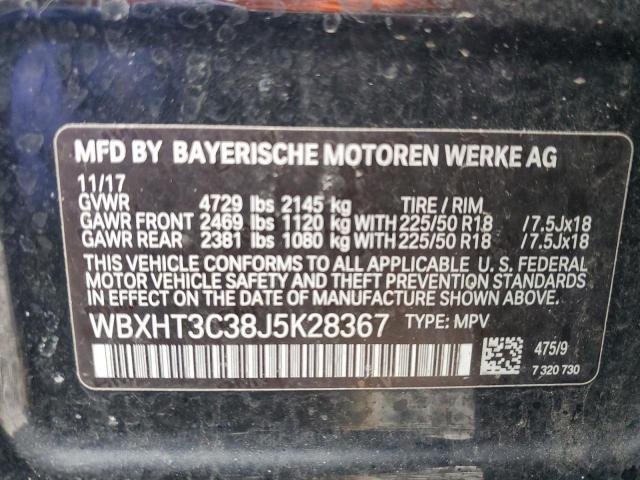 MFD BY BAYERISCHE MOTOREN WERKE AG
11/17
GVWR 4729 lbs 2145 kg TIRE / RIM
GAWR FRONT 2469 lbs 1120 kg WITH 225/50 R18 /7.5Jx18
GAWR REAR 2381 lbs 1080 kg WITH 225/50 R18 /7.5Jx18
THIS VEHICLE CONFORMS TO ALL APPLICABLE U. S. FEDERAL
MOTOR VEHICLE SAFETY AND THEFT PREVENTION STANDARDS
IN EFFECT ON THE DATE OF MANUFACTURE SHOWN ABOVE.
WBXHT3C38J5K28367 TYPE: MPV
475/9
7 320 730